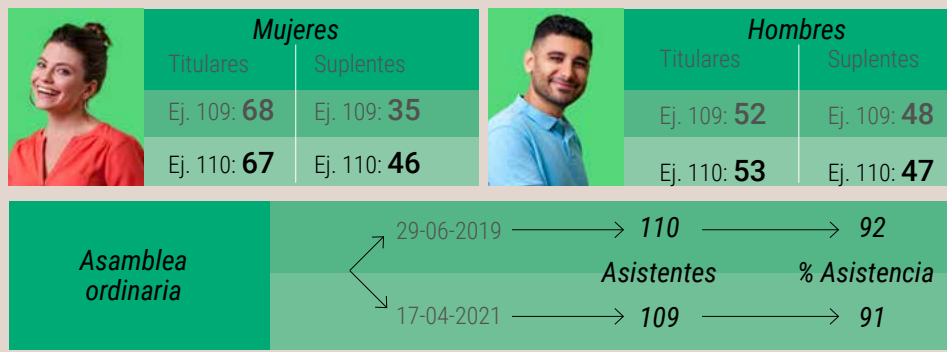 Mujeres
Titulares Suplentes
Ej. 109: 68 Ej. 109: 35
Ej. 110: 67 Ej. 110: 46
Hombres
Titulares Suplentes
Ej. 109: 52 Ej. 109: 48
Ej. 110: 53 Ej. 110: 47
Asamblea
ordinaria
29-06-2019 110 92
Asistentes % Asistencia
17-04-2021 109 91